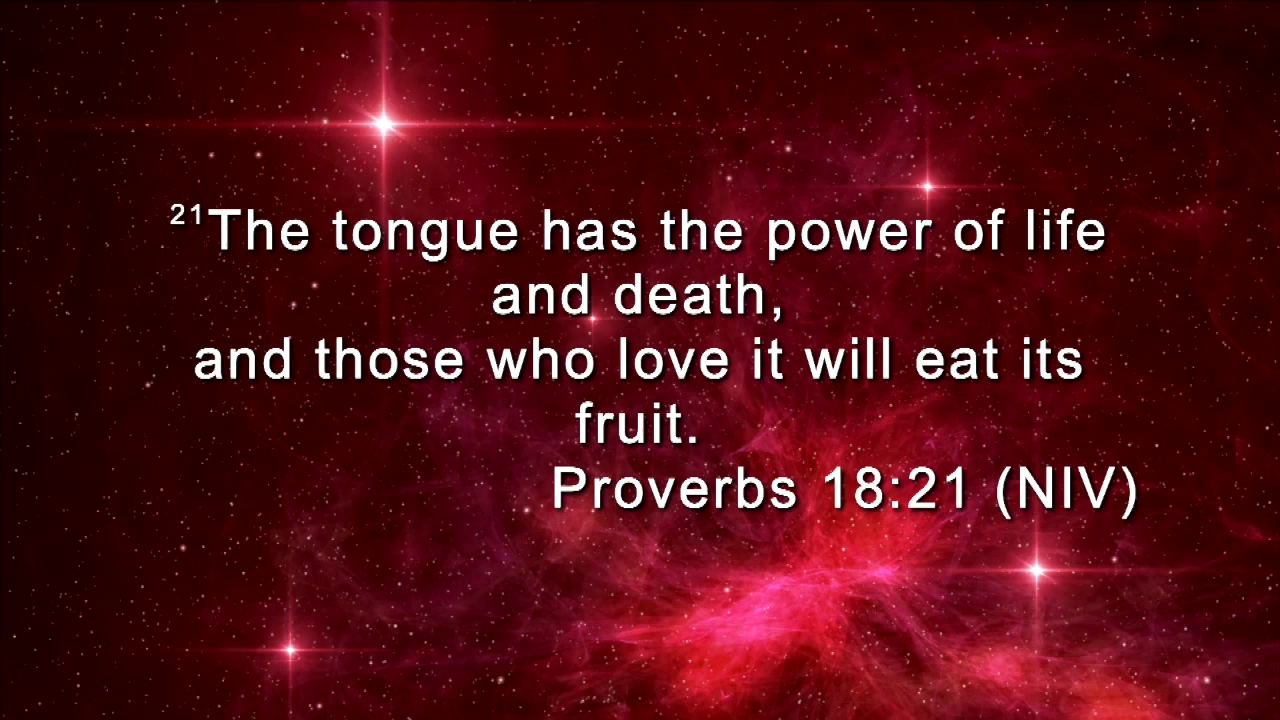 21The tongue has the power of life
and death,
and those who love it will eat its
fruit.
Proverbs 18:21 (NIV)